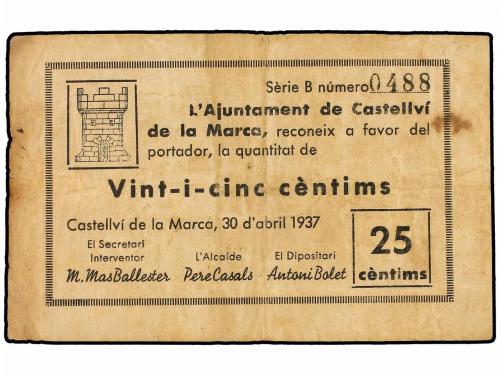 Sèrie B número 0488
L'Ajuntament de Castellví
de la Marca, reconeix a favor del
portador, la quantitat de
Vint-i-cinc cèntims
Castellví de la Marca, 30 d'abril 1937
El Secretari
Interventor
M. Mas Ballester
L'Alcalde
Pere Casals
El Dipositari
Antoni Bolet
25
cèntims